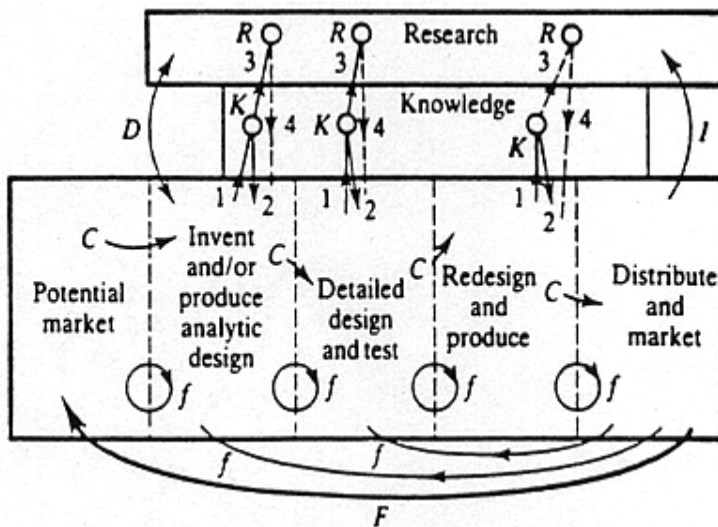 R R Research R
3 3 3
K Knowledge
D K 4 4 K 4 I
1 2 1 2 1 2
C Invent
and/or
produce
analytic
design
C Detailed
design
and test
C Redesign
and
produce
C Distribute
and
market
Potential
market
f f f f
f f
F